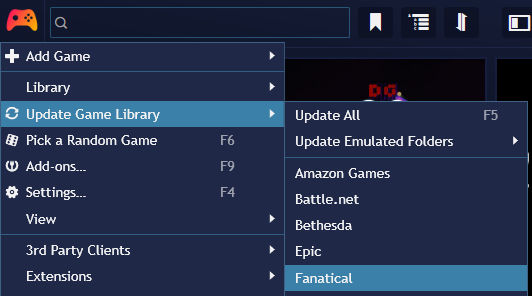 Add Game
Library
Update Game Library
Pick a Random Game F6
Add-ons... F9
Settings... F4
View
3rd Party Clients
Extensions
DG
Update All F5
Update Emulated Folders
Amazon Games
Battle.net
Bethesda
Epic
Fanatical